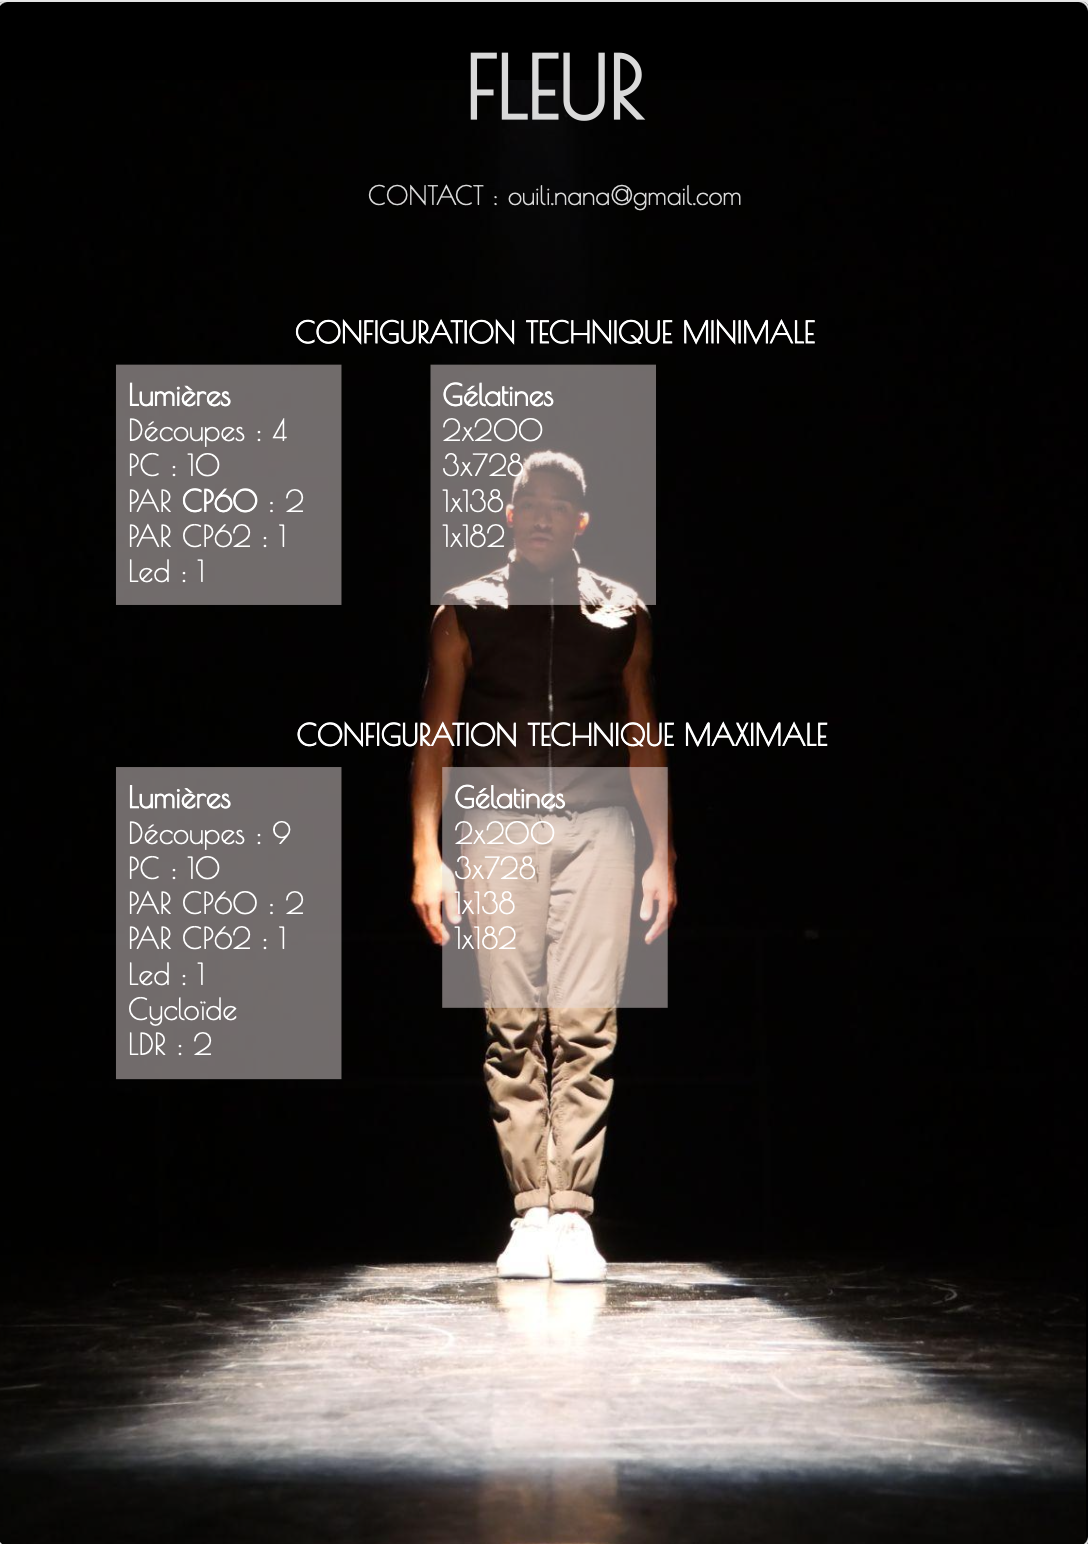 FLEUR
CONTACT : ouili.nana@gmail.com
CONFIGURATION TECHNIQUE MINIMALE
Lumières
Découpes : 4
PC : 10
PAR CP60 : 2
PAR CP62 : 1
Led : 1
Gélatines
2x200
3x728
1x138
1x182
CONFIGURATION TECHNIQUE MAXIMALE
Lumières
Découpes : 9
PC : 10
PAR CP60 : 2
PAR CP62 : 1
Led : 1
Cycloïde
LDR : 2
Gélatines
2x200
3x728
1x138
1x182